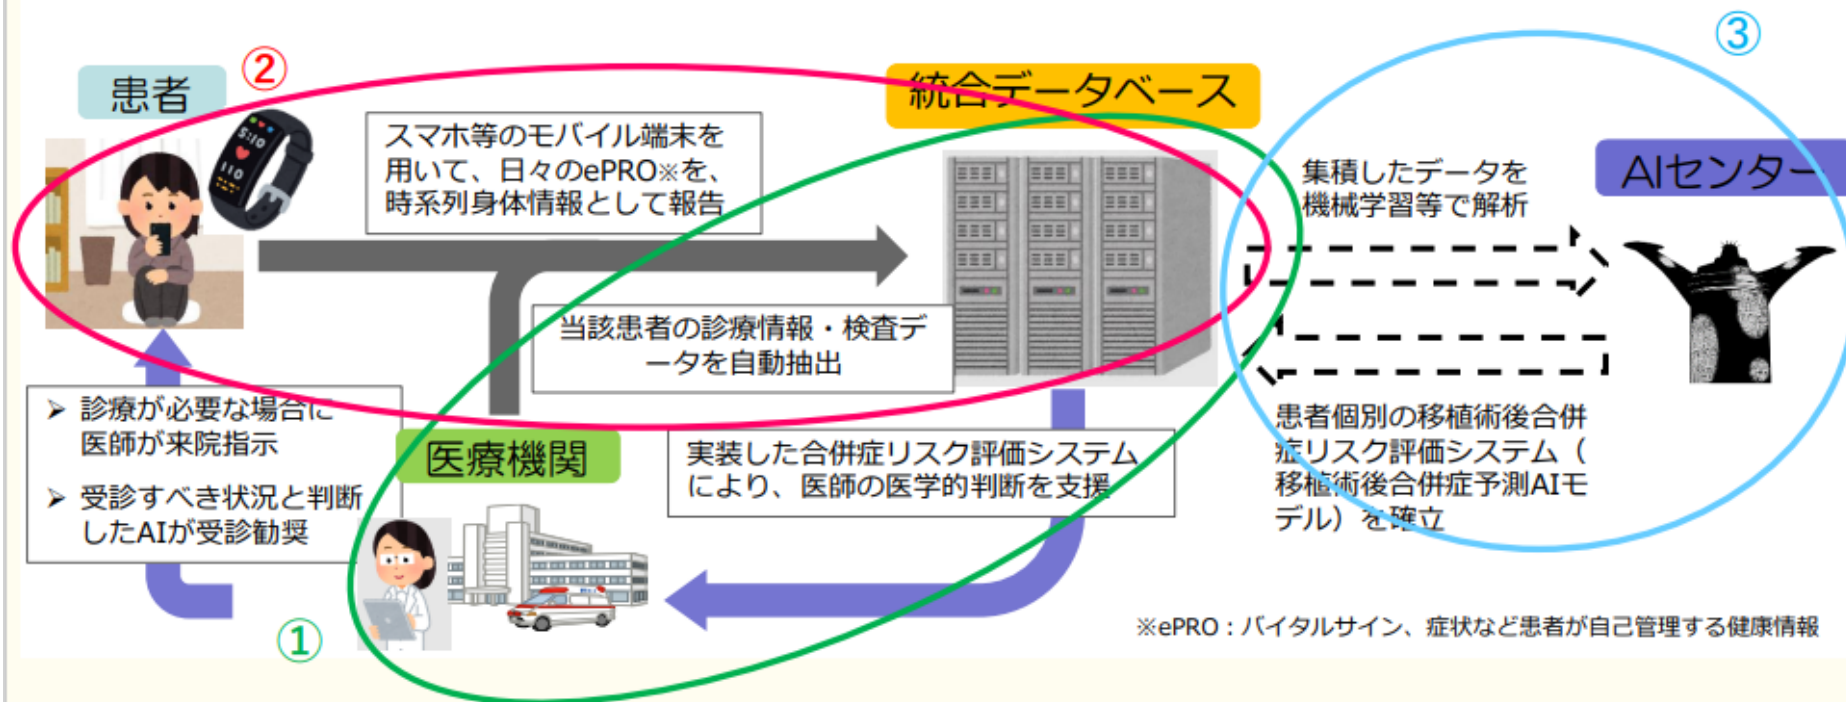 ③
②
患者
5:10
110
スマホ等のモバイル端末を
用いて、日々のePRO※を、
時系列身体情報として報告
統合データベース
集積したデータを
機械学習等で解析
AIセンター
当該患者の診療情報・検査デ
ータを自動抽出
➢ 診療が必要な場合に
医師が来院指示
➢ 受診すべき状況と判断
したAIが受診勧奨
医療機関
実装した合併症リスク評価システム
により、医師の医学的判断を支援
患者個別の移植術後合併
症リスク評価システム（
移植術後合併症予測AIモ
デル）を確立
①
※ePRO：バイタルサイン、症状など患者が自己管理する健康情報